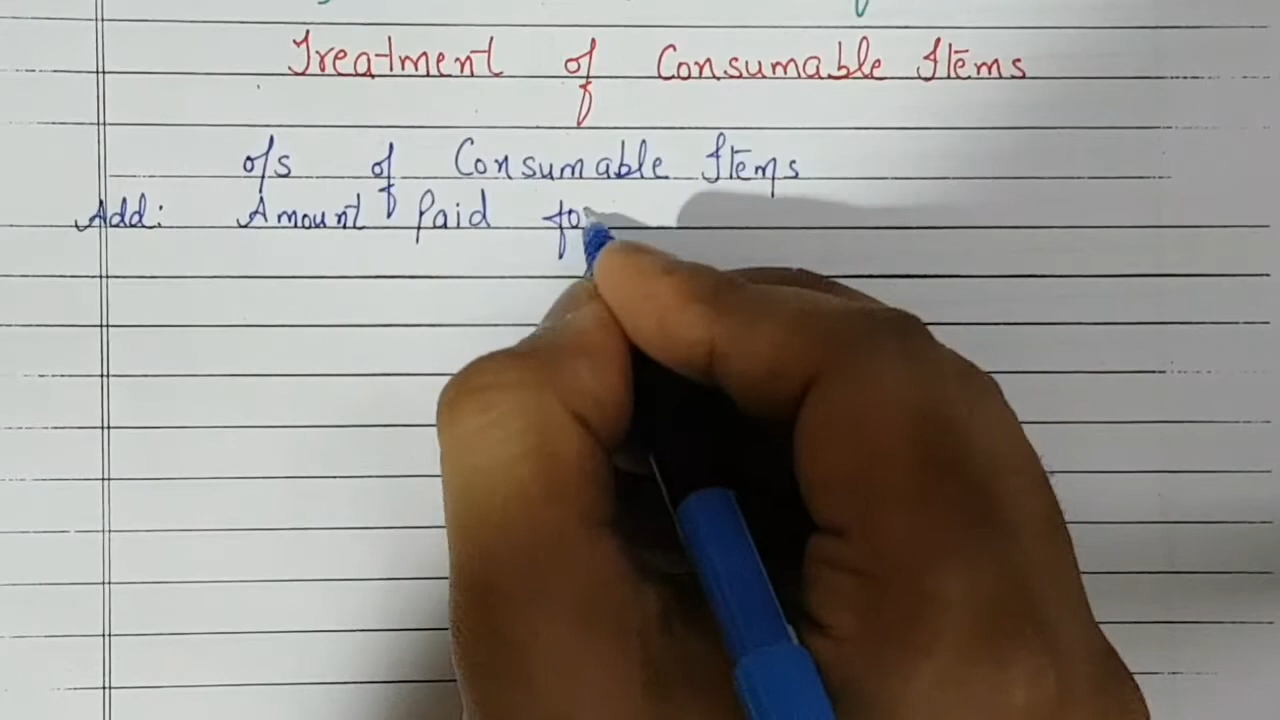 Treatment of Consumable Items
o/s of Consumable Items
Add: Amount Paid fo